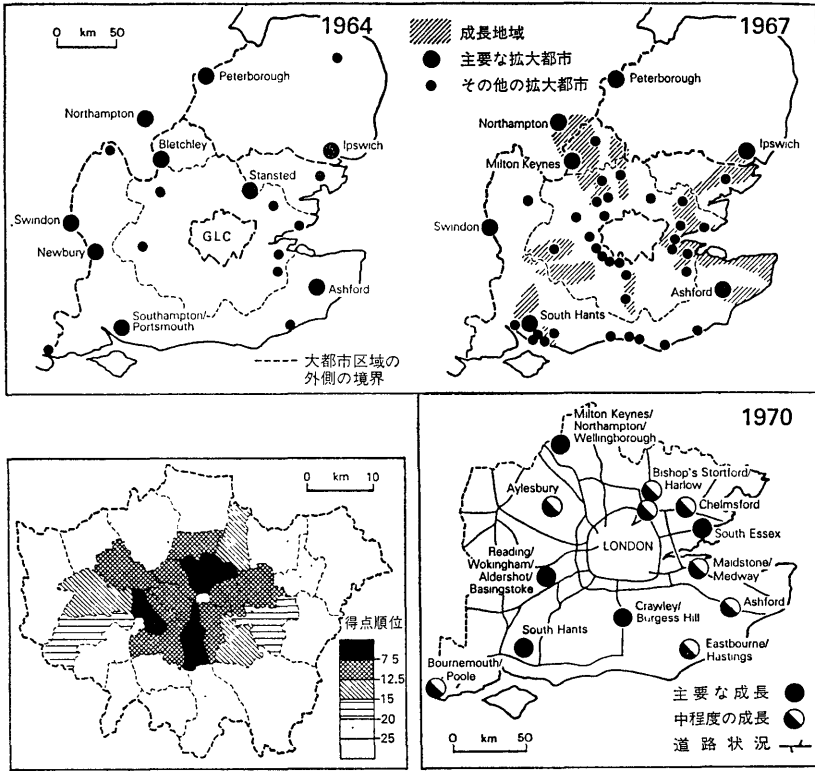 0 km 50
1964
Peterborough
Northampton
Bletchley
Ipswich
Stansted
Swindon
GLC
Newbury
Ashford
Southampton/
Portsmouth
大都市区域の
外側の境界
成長地域
主要な拡大都市
その他の拡大都市
1967
Peterborough
Northampton
Ipswich
Milton Keynes
Swindon
Ashford
South Hants
0 km 10
得点順位
7 5
12.5
15
20
25
1970
Milton Keynes/
Northampton/
Wellingborough
Bishop's Stortford/
Harlow
Aylesbury
Chelmsford
South Essex
LONDON
Reading/
Wokingham/
Aldershot/
Basingstoke
Maidstone/
Medway
Ashford
Crawley/
Burgess Hill
South Hants
Eastbourne/
Hastings
Bournemouth/
Poole
主要な成長
中程度の成長
道路状況
0 km 50